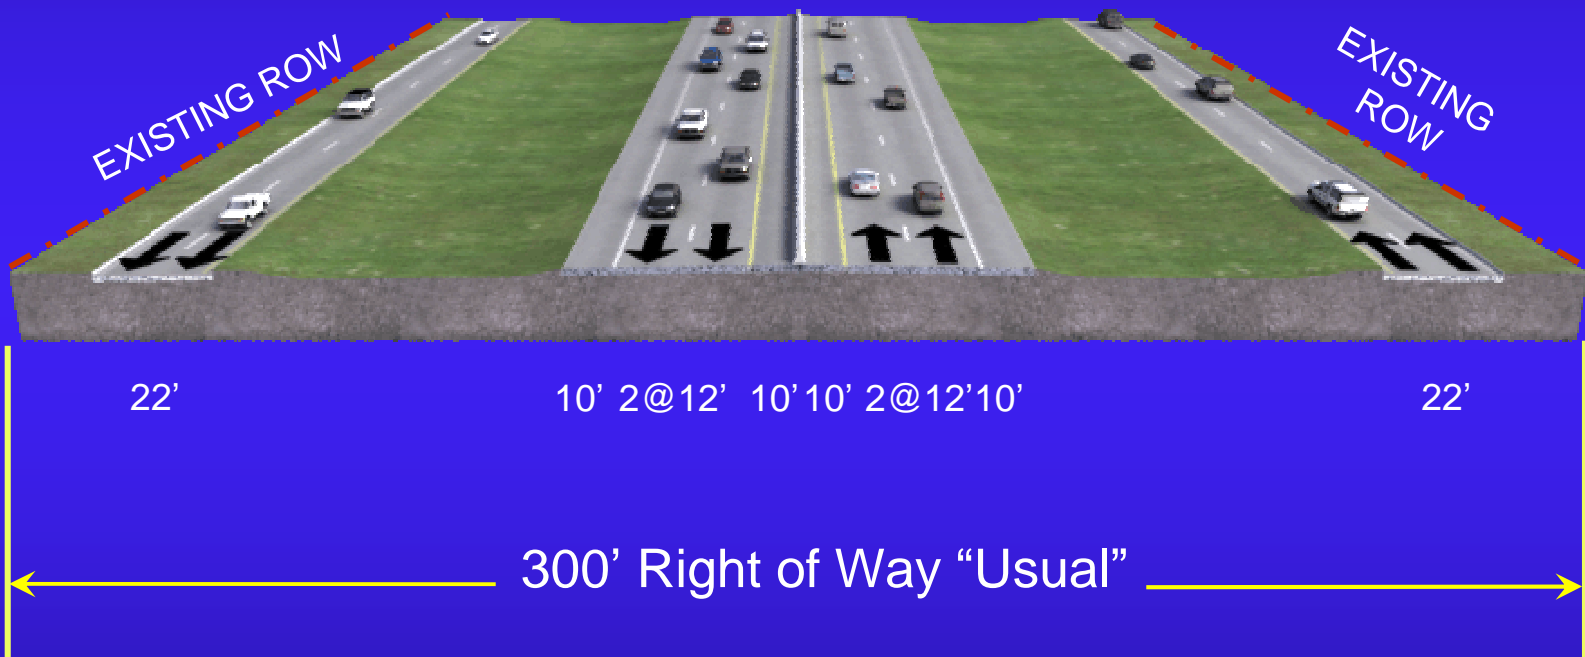 EXISTING ROW
EXISTING
ROW
22’ 10’ 2@12’ 10’ 10’ 2@12’ 10’ 22’
300’ Right of Way “Usual”